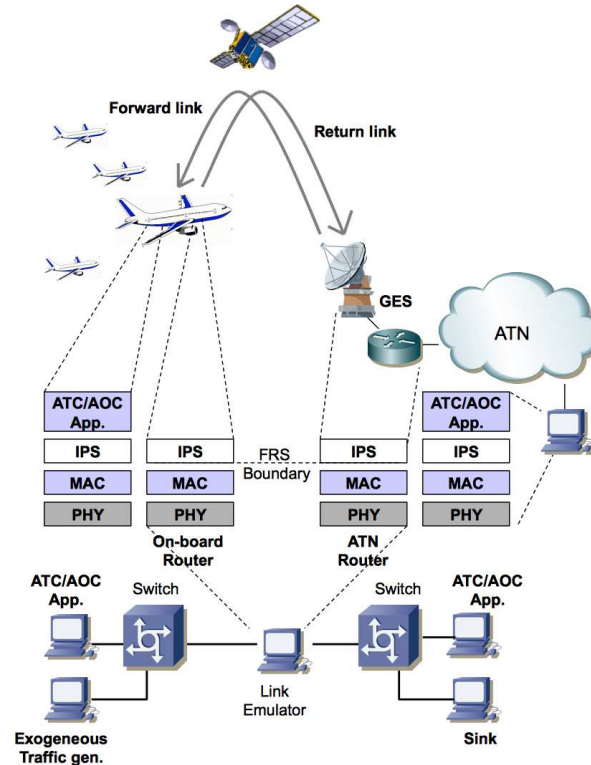 Forward link
Return link
GES
ATN
ATC/AOC
App.
ATC/AOC
App.
IPS
IPS
FRS
Boundary
IPS
IPS
MAC
MAC
MAC
MAC
PHY
PHY
PHY
PHY
On-board
Router
ATN
Router
ATC/AOC
App.
Switch
Switch
ATC/AOC
App.
Link
Emulator
Exogeneous
Traffic gen.
Sink